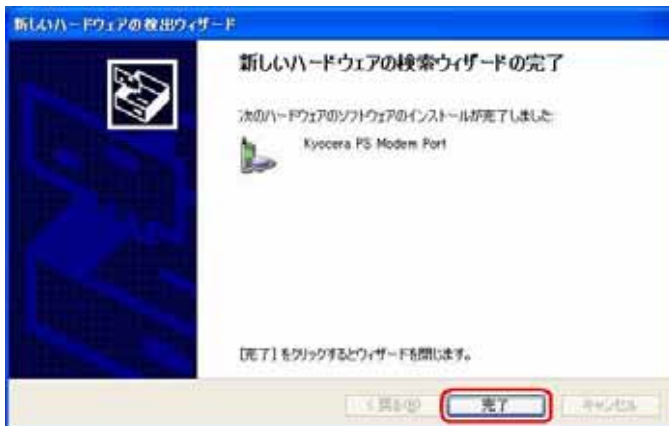 新しいハードウェアの検出ウィザード
新しいハードウェアの検索ウィザードの完了
次のハードウェアのソフトウェアのインストールが完了しました:
Kyocera PS Modem Port
[完了] をクリックするとウィザードを閉じます。
< 戻る(B)
完了
キャンセル